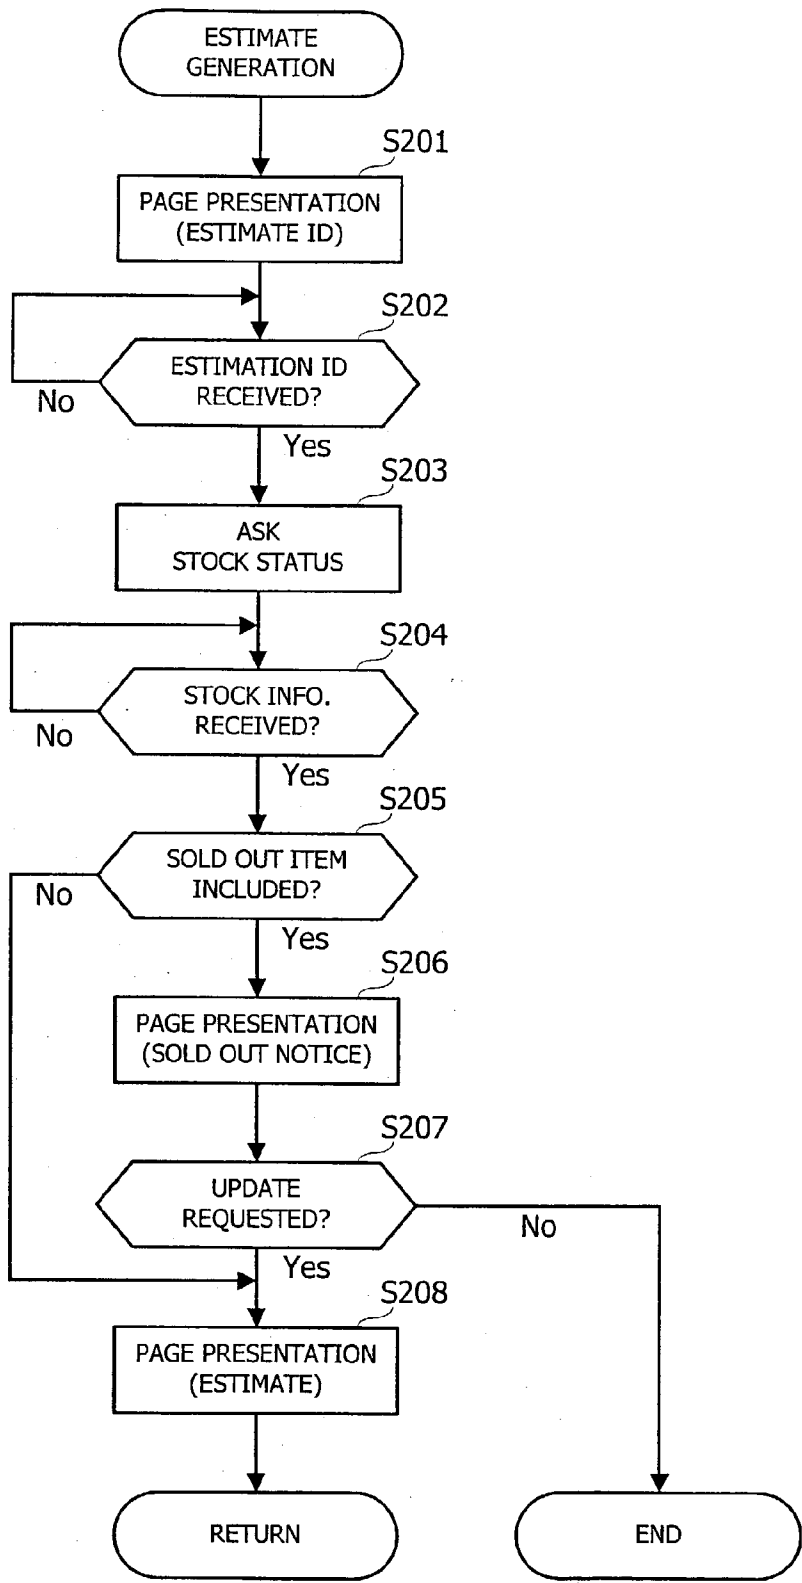 ESTIMATE
GENERATION
S201
PAGE PRESENTATION
(ESTIMATE ID)
S202
ESTIMATION ID
RECEIVED?
No
Yes
S203
ASK
STOCK STATUS
S204
STOCK INFO.
RECEIVED?
No
Yes
S205
SOLD OUT ITEM
INCLUDED?
No
Yes
S206
PAGE PRESENTATION
(SOLD OUT NOTICE)
S207
UPDATE
REQUESTED?
No
Yes
S208
PAGE PRESENTATION
(ESTIMATE)
RETURN
END